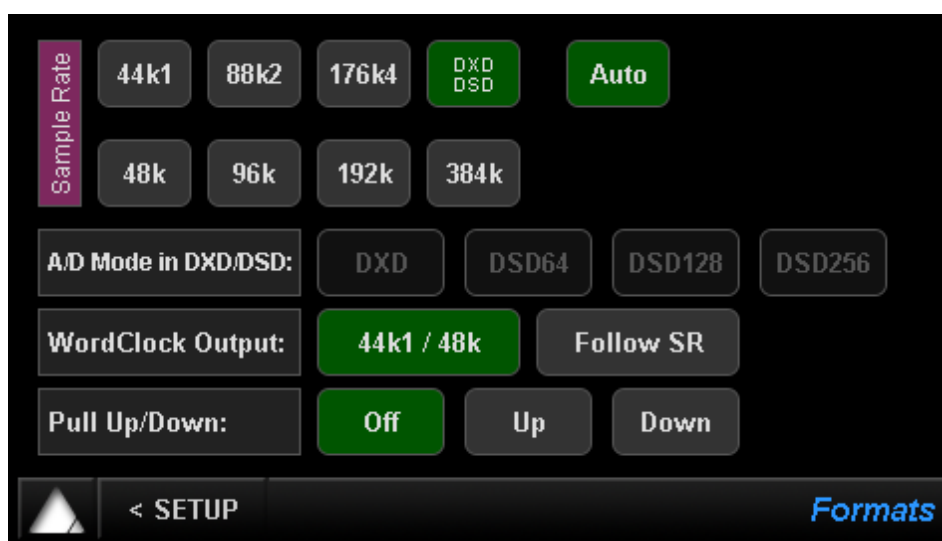 Sample Rate
44k1 88k2 176k4 DXD DSD Auto
48k 96k 192k 384k
A/D Mode in DXD/DSD: DXD DSD64 DSD128 DSD256
WordClock Output: 44k1 / 48k Follow SR
Pull Up/Down: Off Up Down
< SETUP Formats